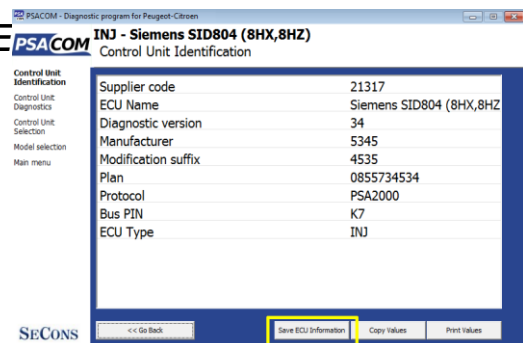 PSACOM - Diagnostic program for Peugeot-Citroen
E
PSACOM
INJ - Siemens SID804 (8HX,8HZ)
Control Unit Identification
Control Unit
Identification
Control Unit
Diagnostics
Control Unit
Selection
Model selection
Main menu
Supplier code 21317
ECU Name Siemens SID804 (8HX,8HZ
Diagnostic version 34
Manufacturer 5345
Modification suffix 4535
Plan 0855734534
Protocol PSA2000
Bus PIN K7
ECU Type INJ
SECONS
<< Go Back
Save ECU Information
Copy Values
Print Values